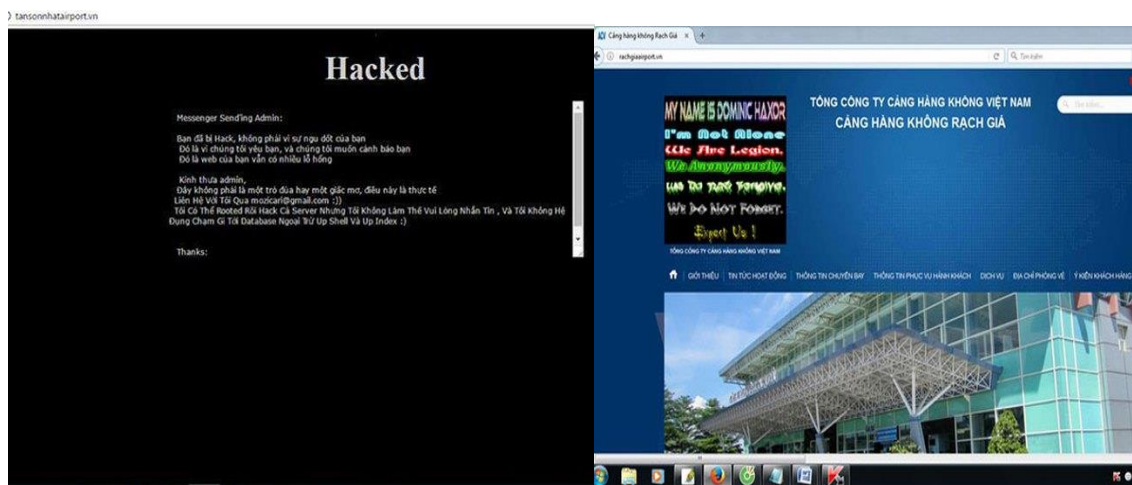 tansonnhatairport.vn
Hacked
Messenger Sending Admin:
Bạn đã bị Hack, không phải vì sự ngu dốt của bạn
Đó là vì chúng tôi yêu bạn, và chúng tôi muốn cảnh báo bạn
Đó là web của bạn vẫn có nhiều lỗ hổng
Kính thưa admin,
Đây không phải là một trò đùa hay một giấc mơ, điều này là thực tế
Liên Hệ Với Tôi Qua mozicari@gmail.com :))
Tôi Có Thể Rooted Rồi Hack Cả Server Nhưng Tôi Không Làm Thế Vui Lòng Nhắn Tin , Và Tôi Không Hề
Đụng Chạm Gì Tới Database Ngoại Trừ Up Shell Và Up Index :)
Thanks:
Cảng hàng không Rạch Giá
rachgiaairport.vn
Tìm kiếm
MY NAME IS DOMINIC HAXOR
I'm Not Alone
We Are Legion.
We Anonymously.
We Do Not Forgive.
We Do Not Forget.
Expect Us !
TỔNG CÔNG TY CẢNG HÀNG KHÔNG VIỆT NAM
TỔNG CÔNG TY CẢNG HÀNG KHÔNG VIỆT NAM
CẢNG HÀNG KHÔNG RẠCH GIÁ
Tìm kiếm...
GIỚI THIỆU
TIN TỨC HOẠT ĐỘNG
THÔNG TIN CHUYẾN BAY
THÔNG TIN PHỤC VỤ HÀNH KHÁCH
DỊCH VỤ
ĐỊA CHỈ PHÒNG VÉ
Ý KIẾN KHÁCH HÀNG